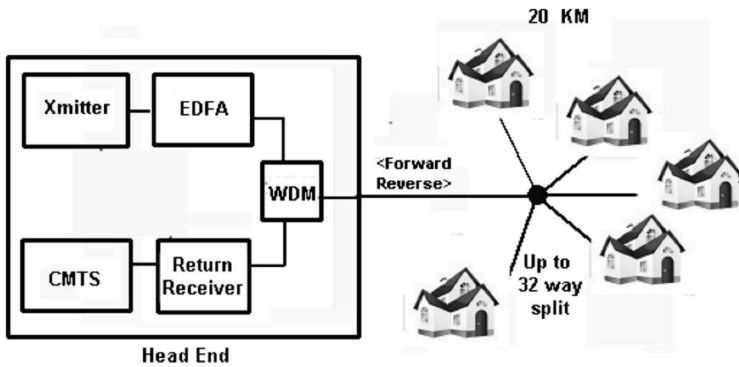 20 KM
Xmitter
EDFA
<Forward
Reverse>
WDM
CMTS
Return
Receiver
Up to
32 way
split
Head End